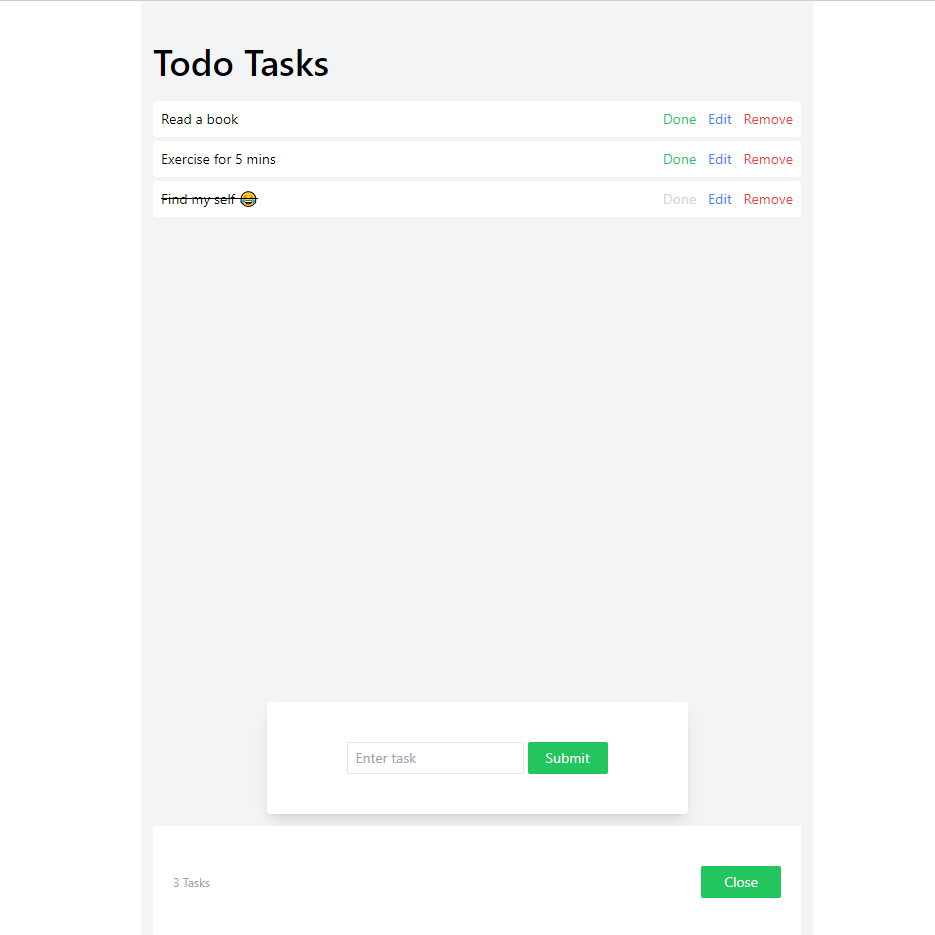 Todo Tasks
Read a book Done Edit Remove
Exercise for 5 mins Done Edit Remove
Find my self 😂 Done Edit Remove
Enter task Submit
3 Tasks Close